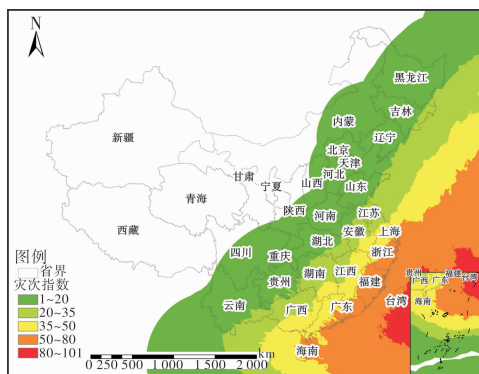 N
黑龙江
吉林
内蒙
辽宁
北京
新疆
天津
甘肃
河北
宁夏
山西
山东
青海
陕西
河南
江苏
西藏
安徽
上海
湖北
四川
重庆
浙江
湖南
江西
贵州
福建
云南
广西
广东
台湾
海南
图例
省界
灾次指数
1~20
20~35
35~50
50~80
80~101
0 250 500 1 000 1 500 2 000
km
贵州
福建
广西
广东
台湾
海南